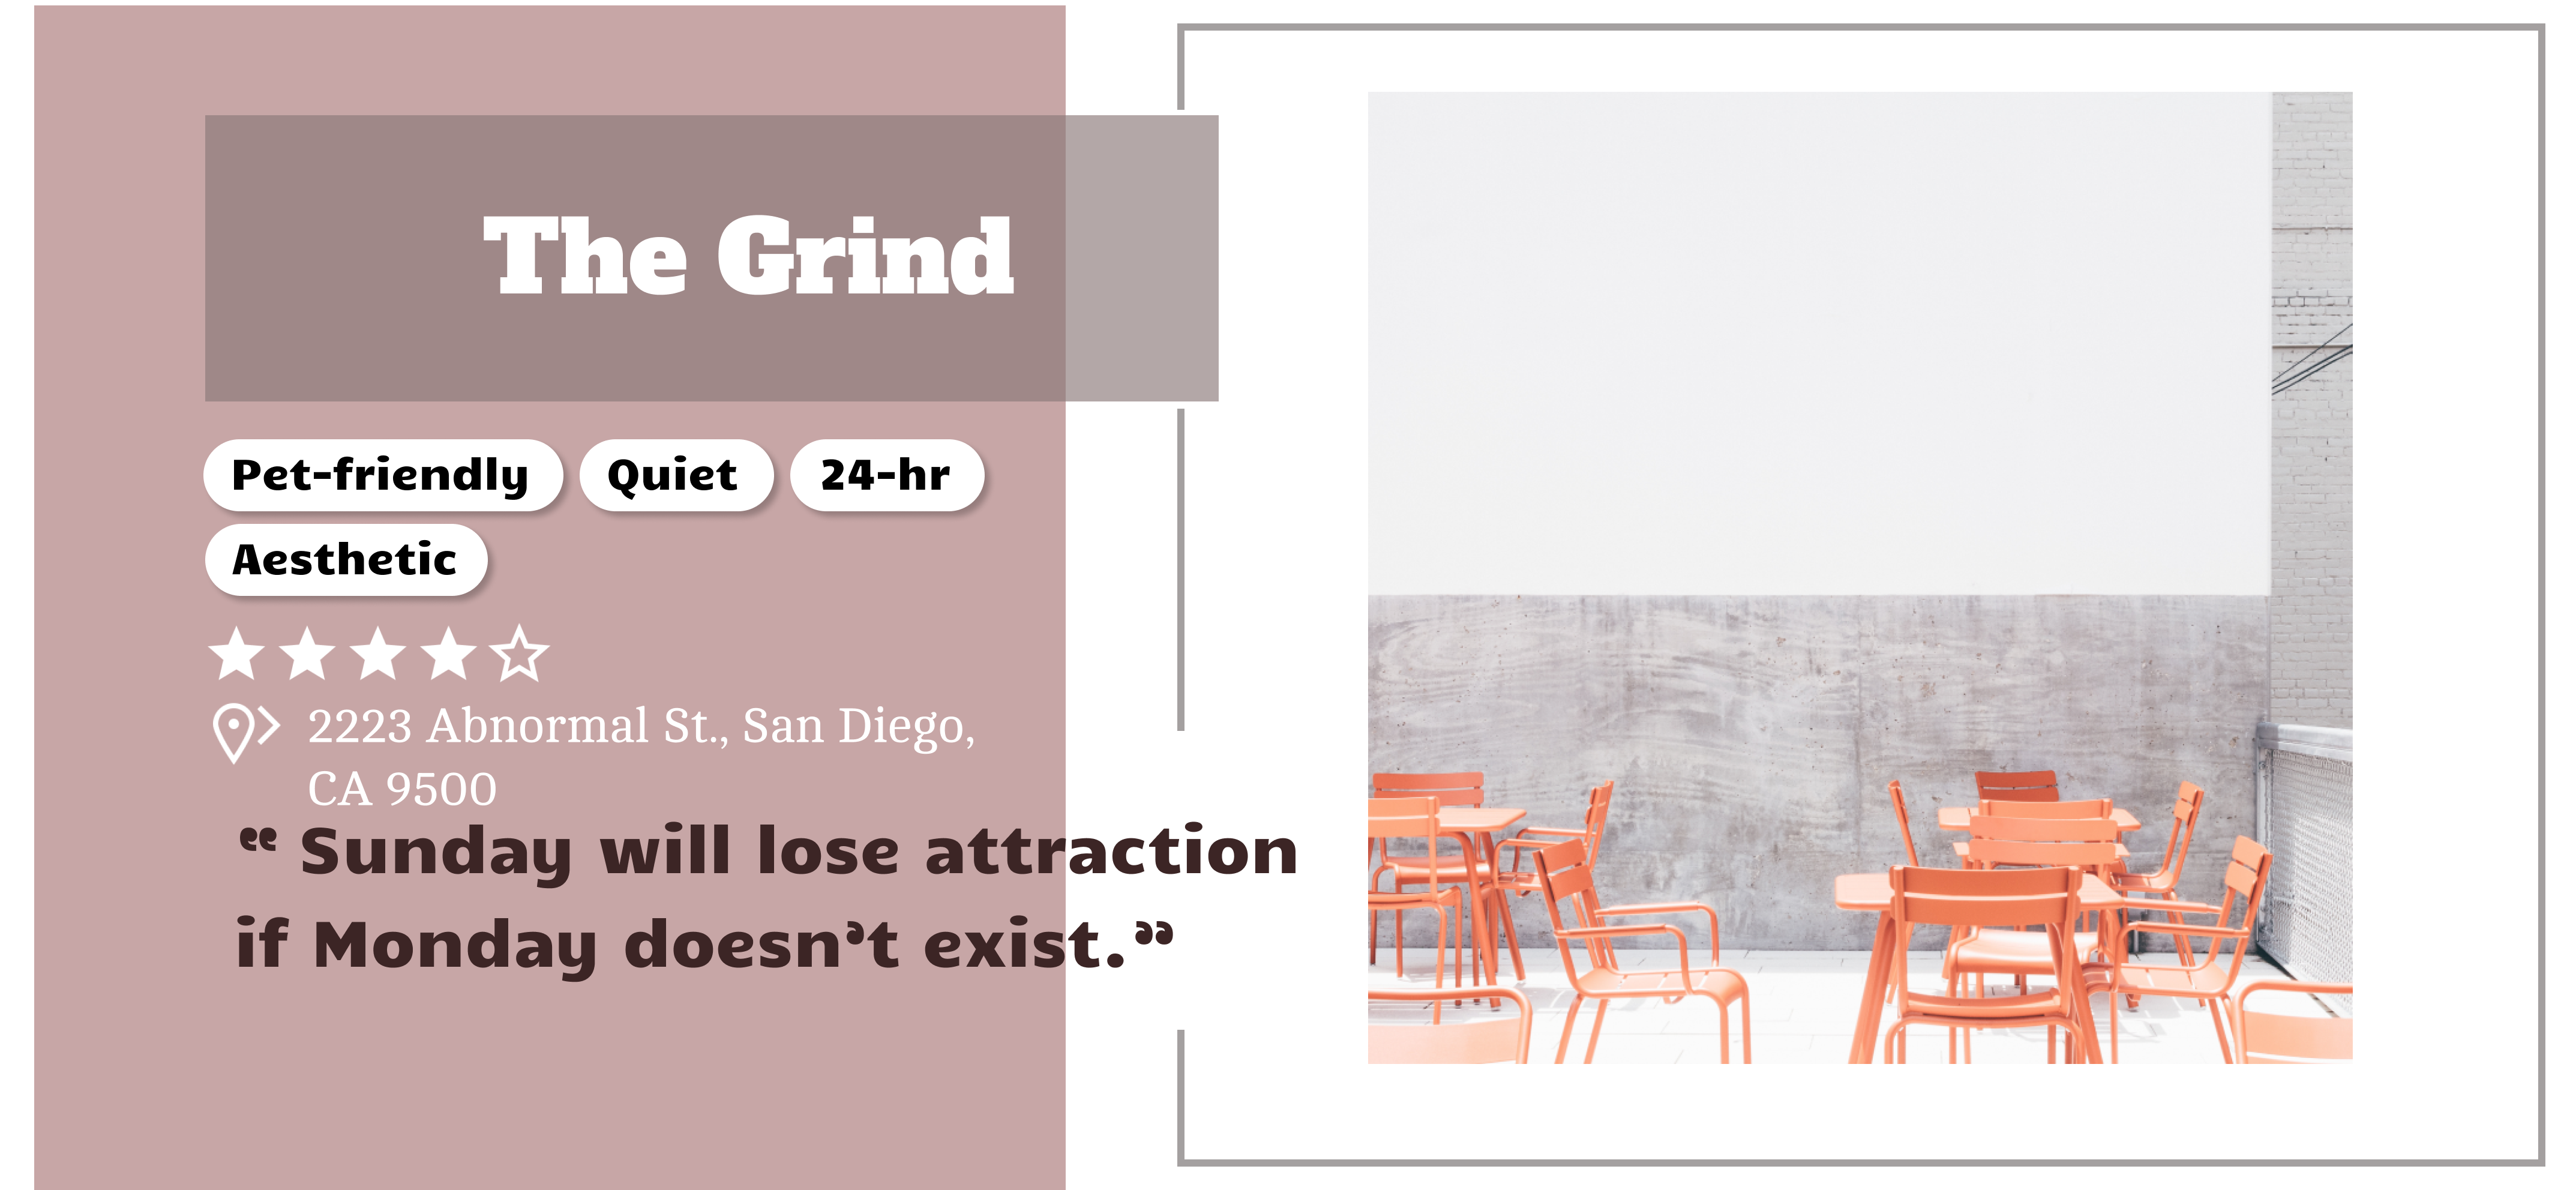 The Grind
Pet-friendly Quiet 24-hr
Aesthetic
2223 Abnormal St., San Diego,
CA 9500
“ Sunday will lose attraction
if Monday doesn’t exist.”